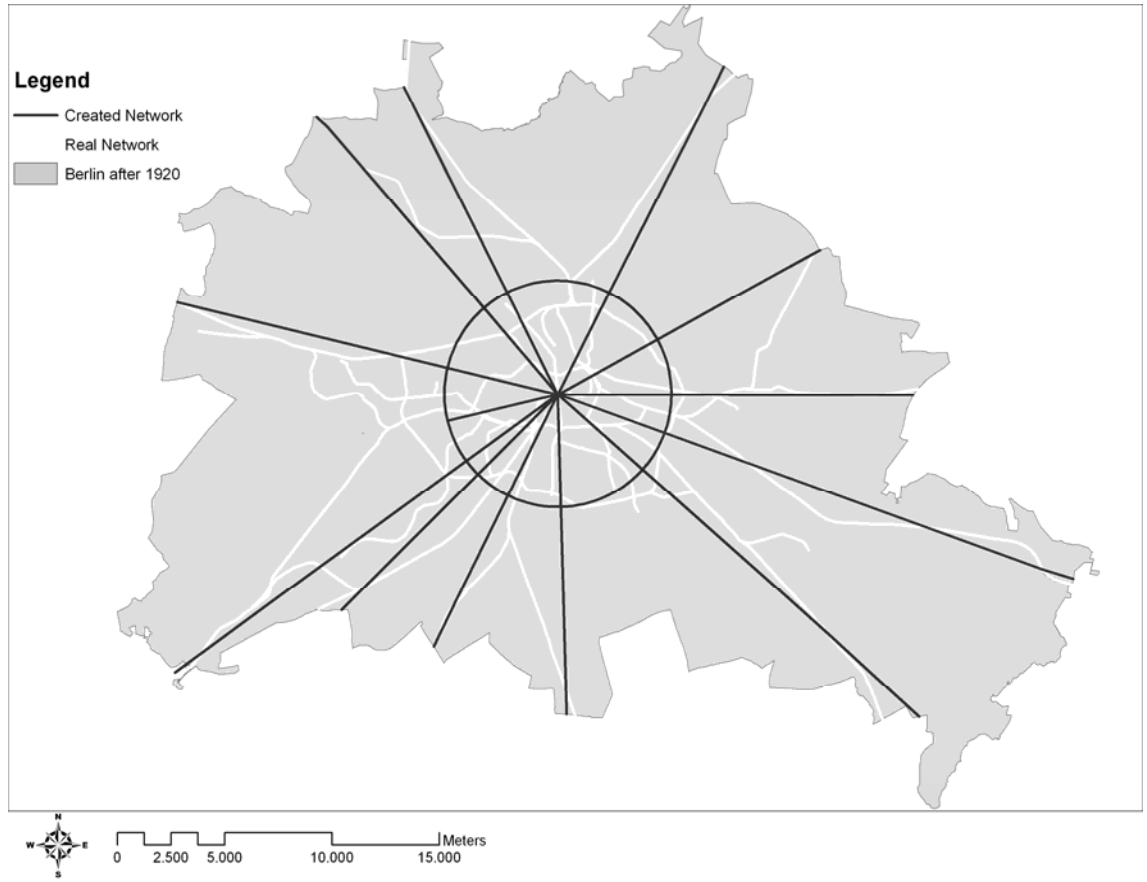 Legend
Created Network
Real Network
Berlin after 1920
N
W E
S
Meters
0 2.500 5.000 10.000 15.000